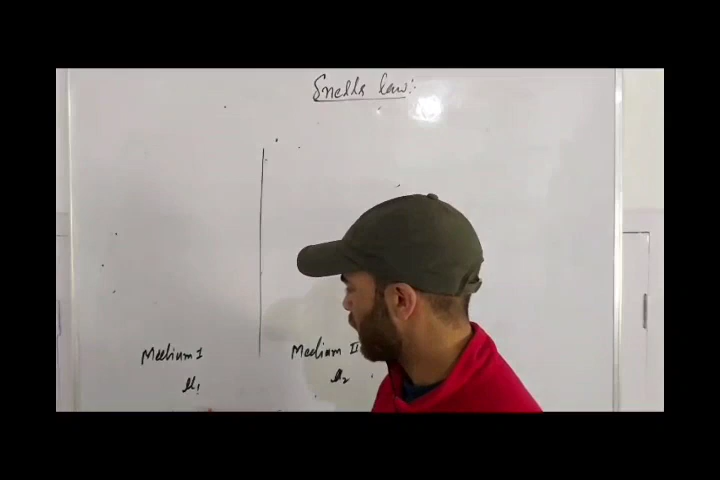 Snells law:
Medium I
Medium II
μ₁
μ₂